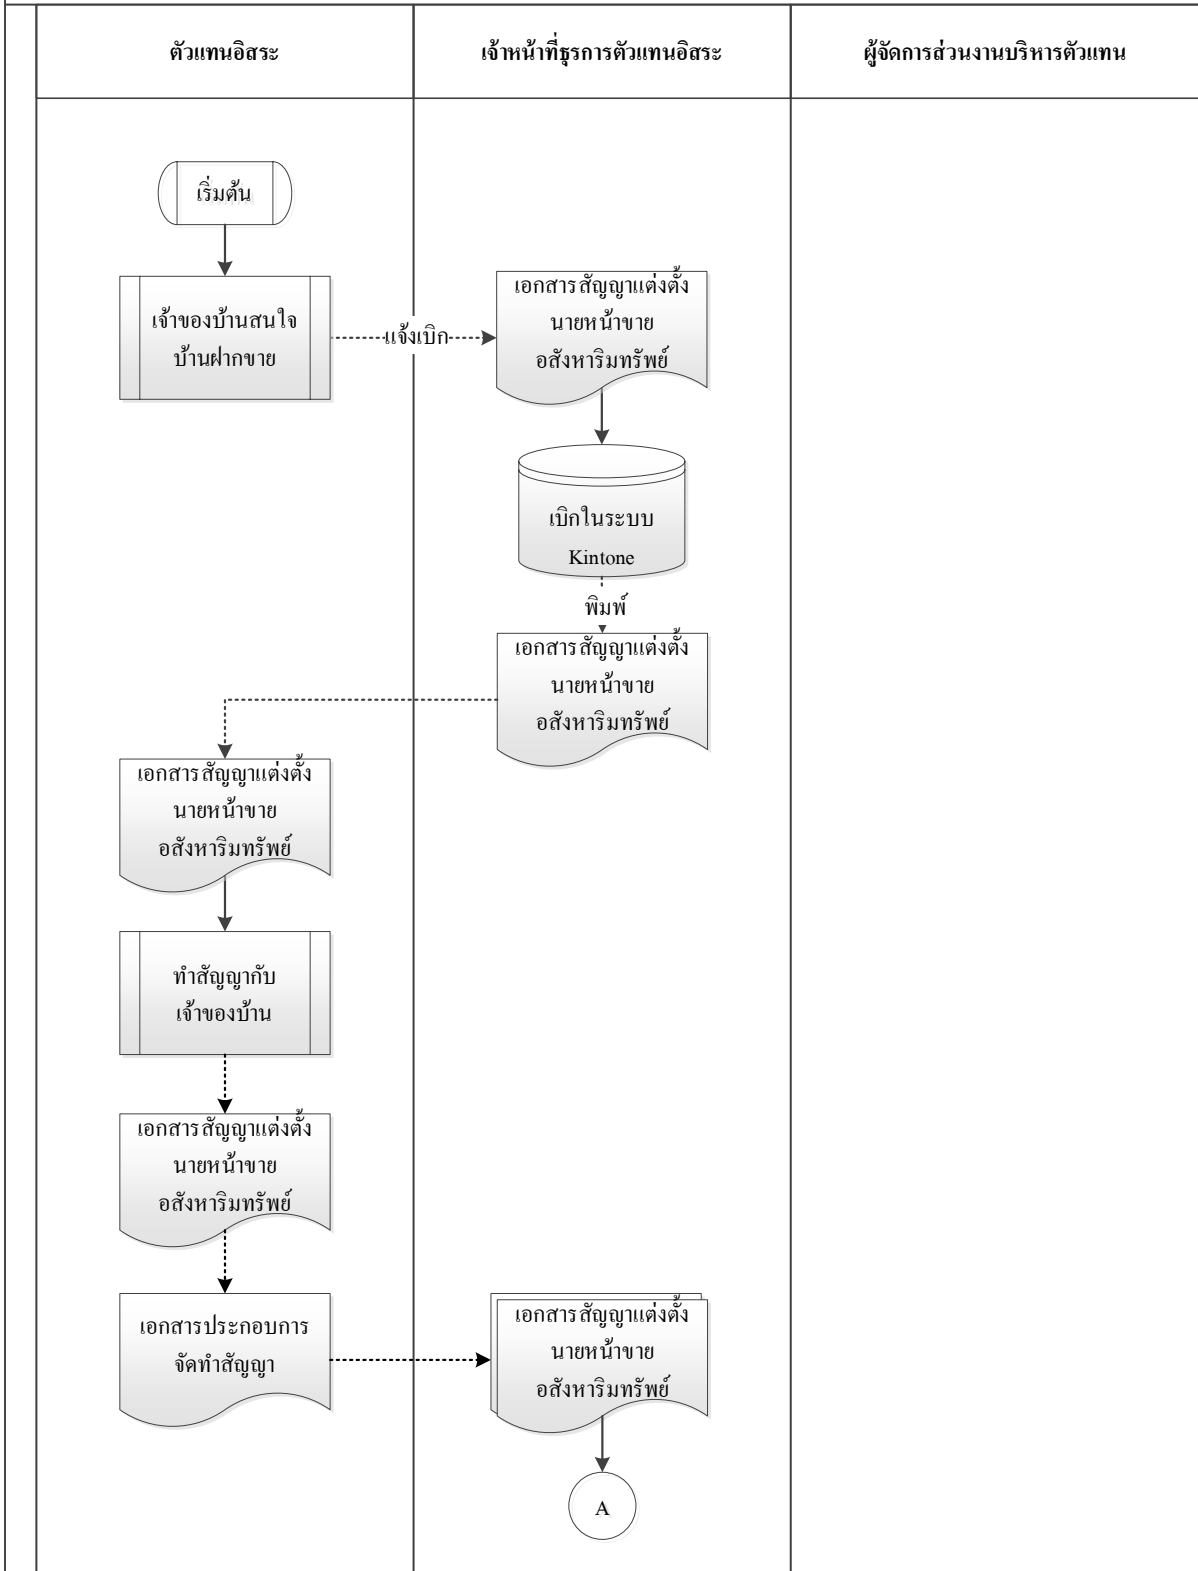 ตัวแทนอิสระ
เจ้าหน้าที่ธุรการตัวแทนอิสระ
ผู้จัดการส่วนงานบริหารตัวแทน
เริ่มต้น
เจ้าของบ้านสนใจ
บ้านฝากขาย
แจ้งเบิก
เอกสารสัญญาแต่งตั้ง
นายหน้าขาย
อสังหาริมทรัพย์
เบิกในระบบ
Kintone
พิมพ์
เอกสารสัญญาแต่งตั้ง
นายหน้าขาย
อสังหาริมทรัพย์
เอกสารสัญญาแต่งตั้ง
นายหน้าขาย
อสังหาริมทรัพย์
ทำสัญญากับ
เจ้าของบ้าน
เอกสารสัญญาแต่งตั้ง
นายหน้าขาย
อสังหาริมทรัพย์
เอกสารประกอบการ
จัดทำสัญญา
เอกสารสัญญาแต่งตั้ง
นายหน้าขาย
อสังหาริมทรัพย์
A